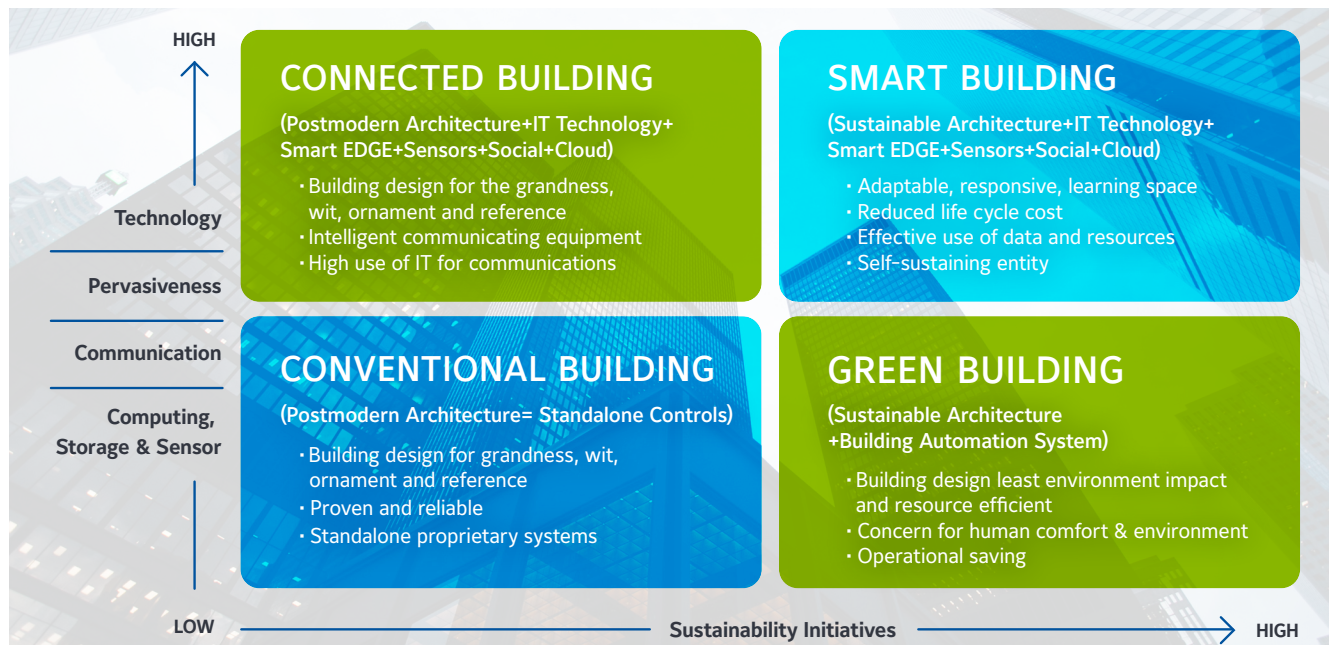 HIGH
Technology
Pervasiveness
Communication
Computing,
Storage & Sensor
LOW
CONNECTED BUILDING
(Postmodern Architecture+IT Technology+
Smart EDGE+Sensors+Social+Cloud)
· Building design for the grandness,
wit, ornament and reference
· Intelligent communicating equipment
· High use of IT for communications
SMART BUILDING
(Sustainable Architecture+IT Technology+
Smart EDGE+Sensors+Social+Cloud)
· Adaptable, responsive, learning space
· Reduced life cycle cost
· Effective use of data and resources
· Self-sustaining entity
CONVENTIONAL BUILDING
(Postmodern Architecture= Standalone Controls)
· Building design for grandness, wit,
ornament and reference
· Proven and reliable
· Standalone proprietary systems
GREEN BUILDING
(Sustainable Architecture
+Building Automation System)
· Building design least environment impact
and resource efficient
· Concern for human comfort & environment
· Operational saving
Sustainability Initiatives
HIGH